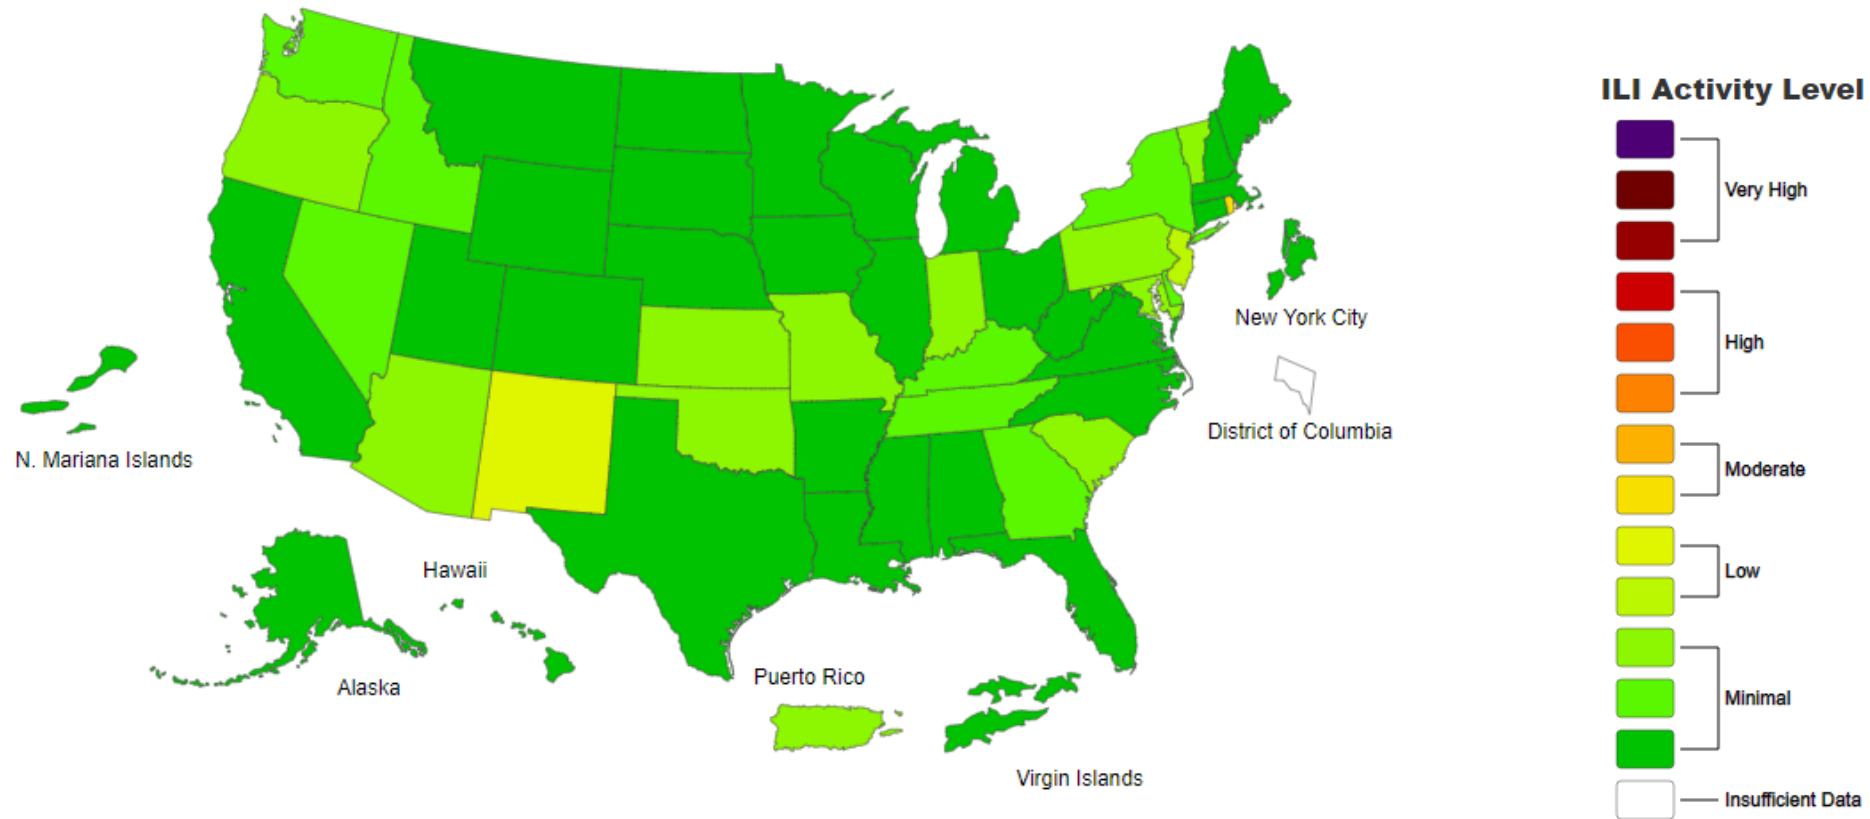 ILI Activity Level
Very High
High
Moderate
Low
Minimal
Insufficient Data
New York City
District of Columbia
N. Mariana Islands
Hawaii
Alaska
Puerto Rico
Virgin Islands